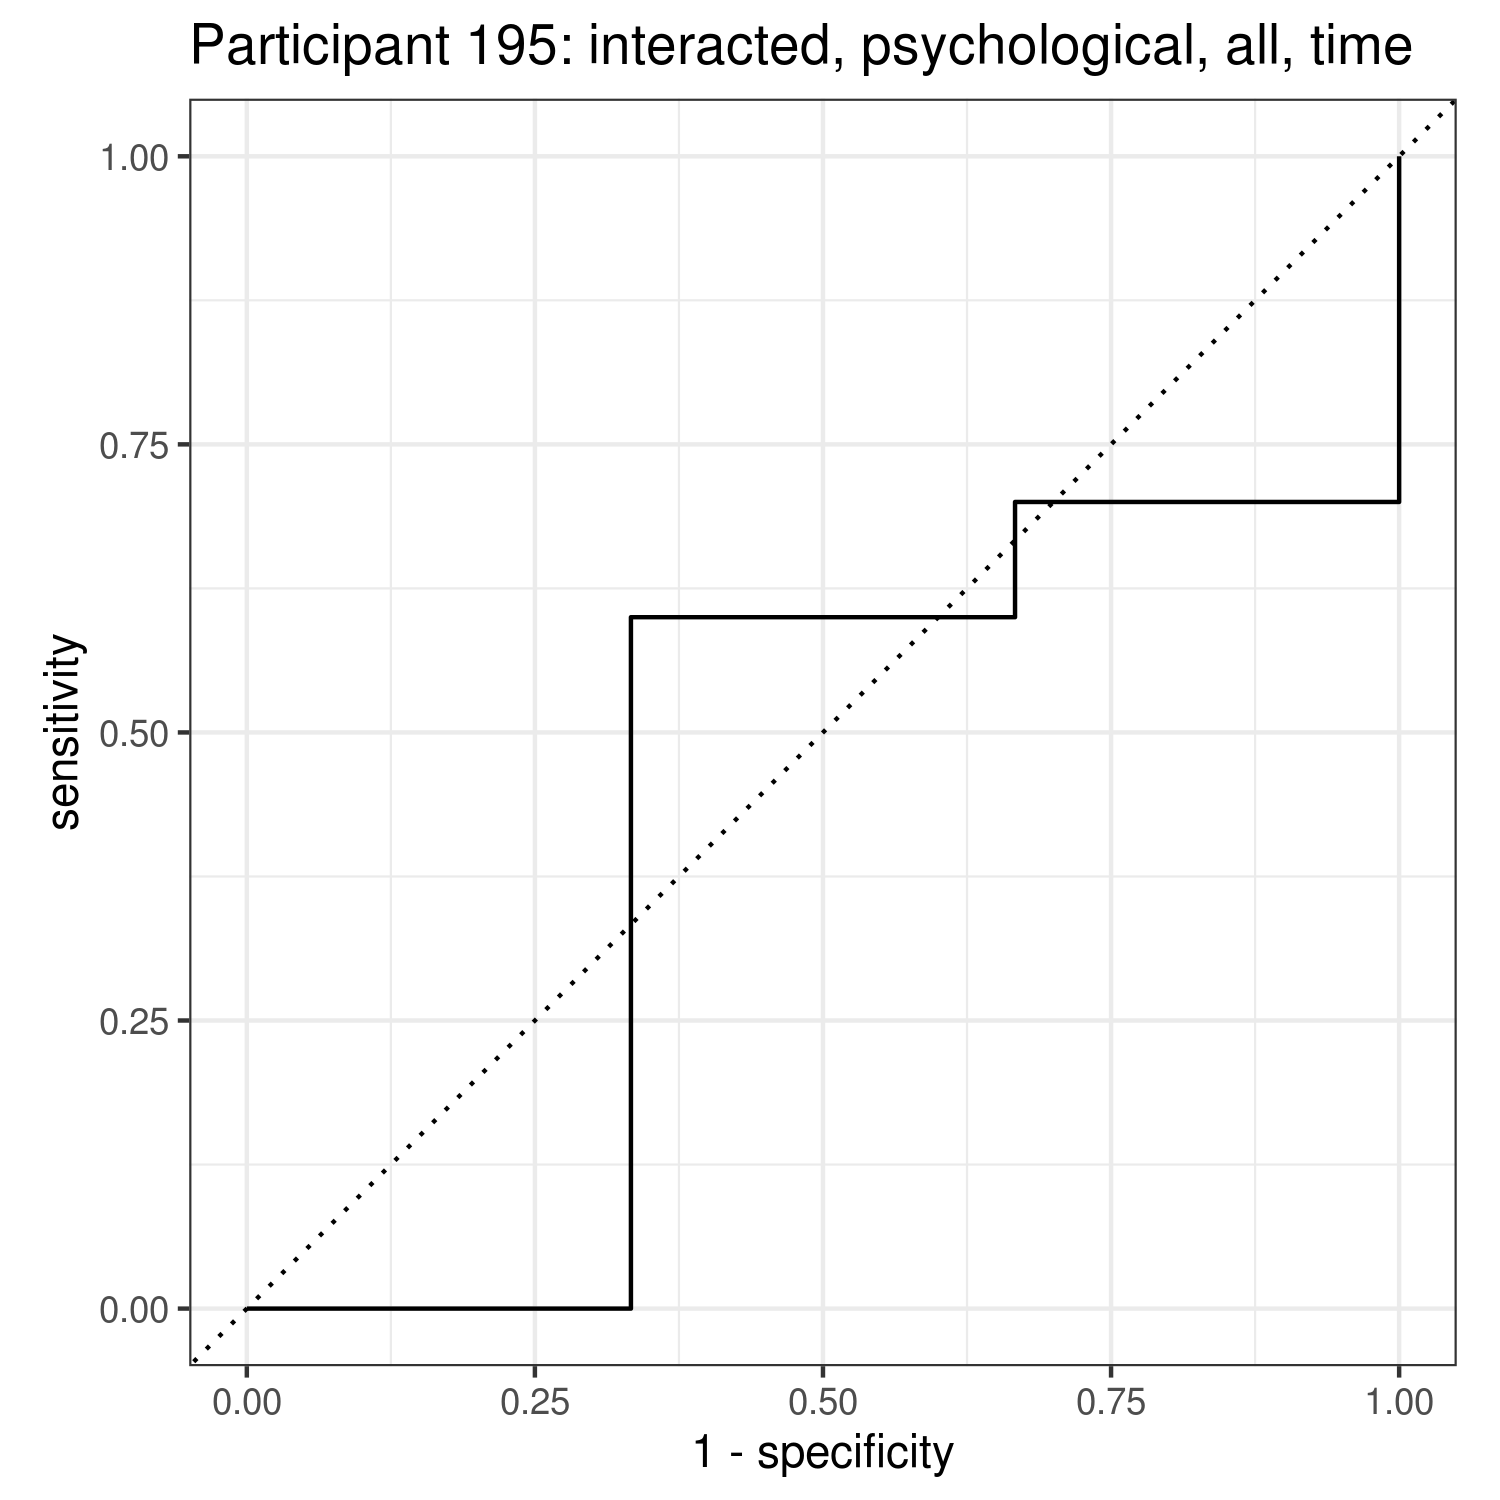 Participant 195: interacted, psychological, all, time
1.00
0.75
0.50
0.25
0.00
sensitivity
0.00 0.25 0.50 0.75 1.00
1 - specificity